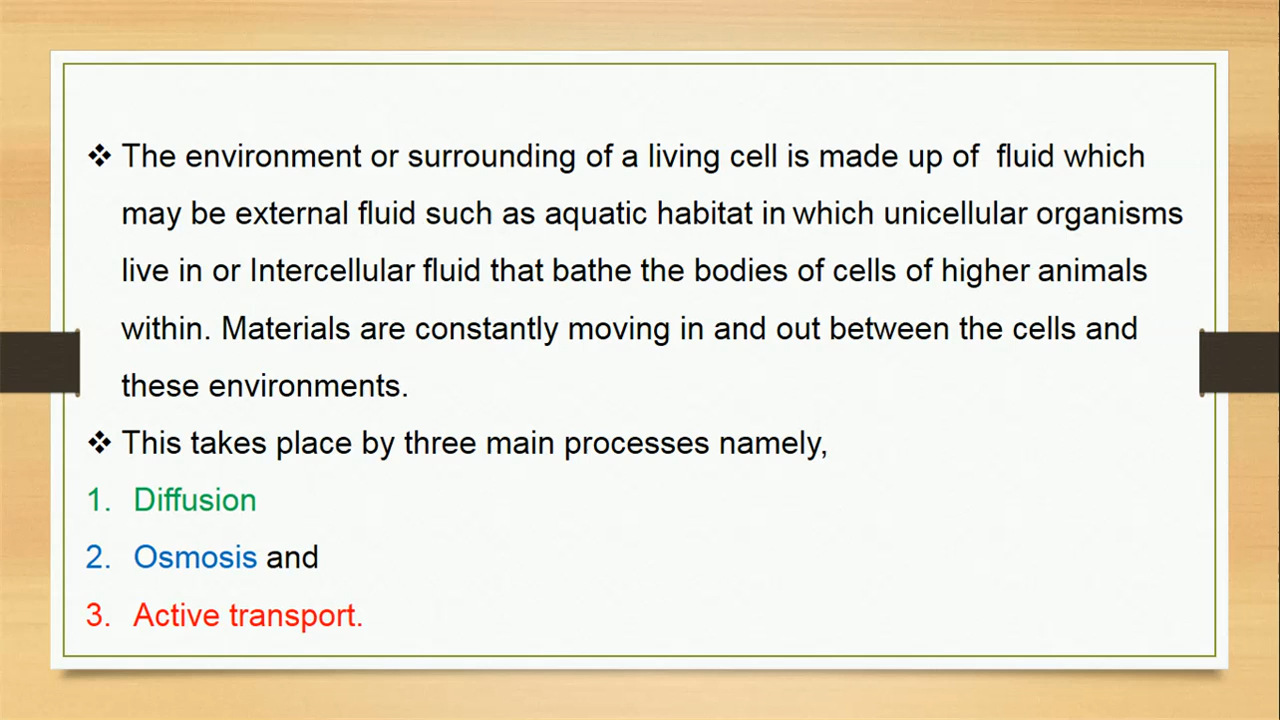 ❖ The environment or surrounding of a living cell is made up of  fluid which
may be external fluid such as aquatic habitat in which unicellular organisms
live in or Intercellular fluid that bathe the bodies of cells of higher animals
within. Materials are constantly moving in and out between the cells and
these environments.
❖ This takes place by three main processes namely,
1. Diffusion
2. Osmosis and
3. Active transport.